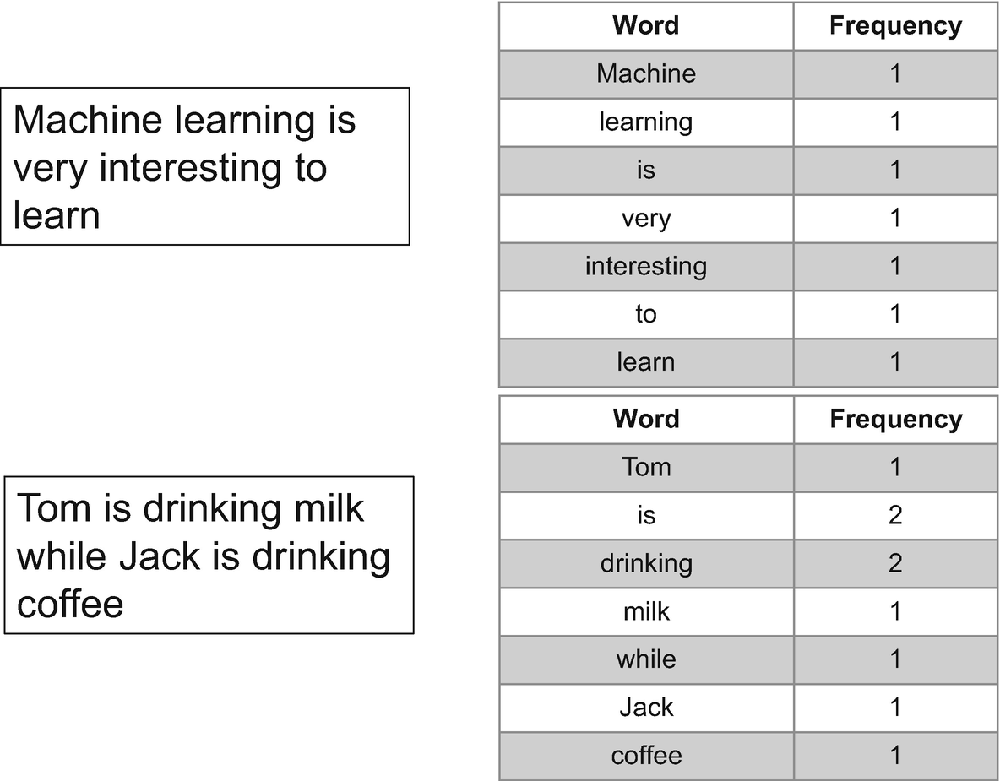 Machine learning is
very interesting to
learn
Word Frequency
Machine 1
learning 1
is 1
very 1
interesting 1
to 1
learn 1
Tom is drinking milk
while Jack is drinking
coffee
Word Frequency
Tom 1
is 2
drinking 2
milk 1
while 1
Jack 1
coffee 1